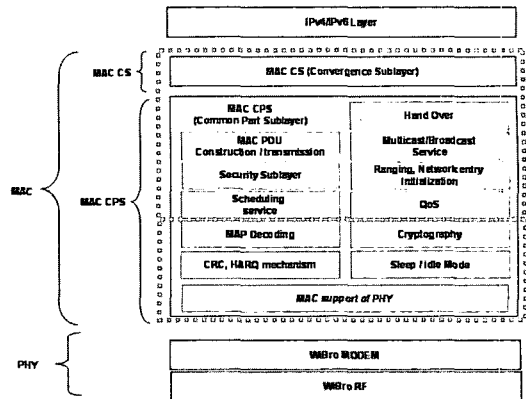 IPv4/IPv6 Layer
MAC CS
MAC CS (Convergence Sublayer)
MAC
MAC CPS
MAC CPS
(Common Part Sublayer)
MAC PDU
Construction /transmission
Security Sublayer
Scheduling
service
MAP Decoding
CRC, HARQ mechanism
Hand Over
Multicast/Broadcast
Service
Ranging, Network entry
Initialization
QoS
Cryptography
Sleep / Idle Mode
MAC support of PHY
PHY
WiBro MODEM
WiBro RF